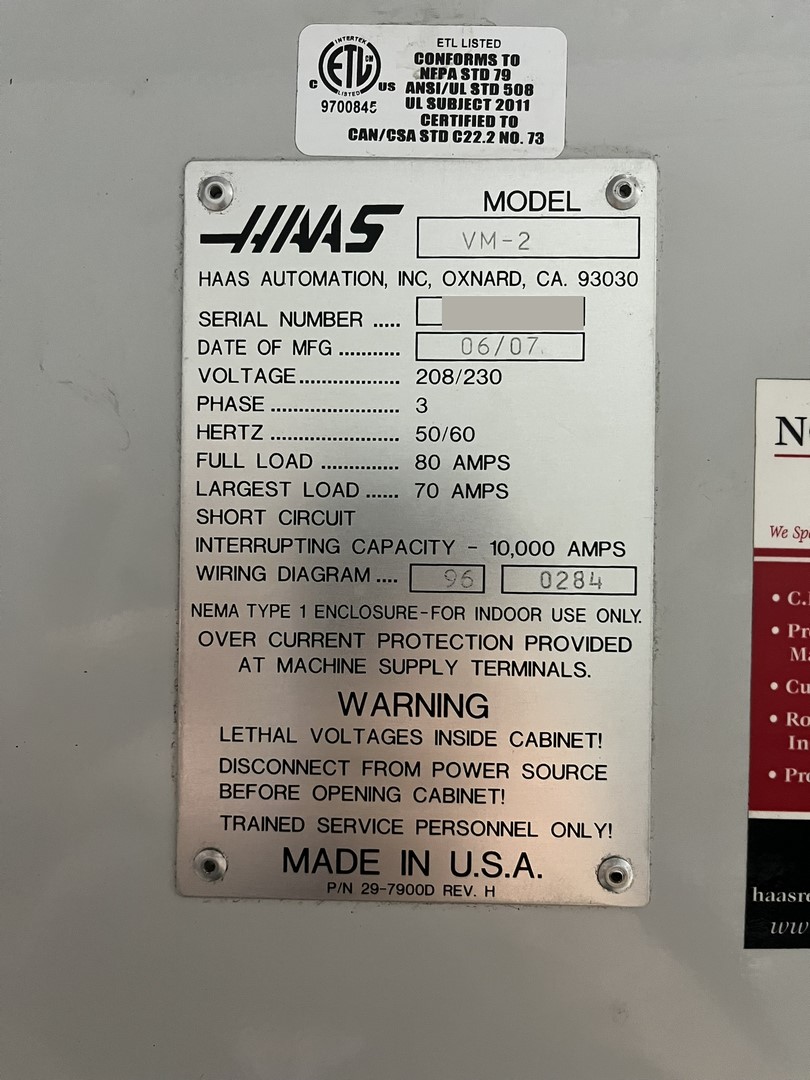 INTERTEK
ETL CM
LISTED
C US
9700845
ETL LISTED
CONFORMS TO
NFPA STD 79
ANSI/UL STD 508
UL SUBJECT 2011
CERTIFIED TO
CAN/CSA STD C22.2 NO. 73
HAAS
MODEL
VM-2
HAAS AUTOMATION, INC, OXNARD, CA. 93030
SERIAL NUMBER .....
DATE OF MFG ........... 06/07
VOLTAGE.................. 208/230
PHASE ....................... 3
HERTZ ....................... 50/60
FULL LOAD .............. 80 AMPS
LARGEST LOAD ...... 70 AMPS
SHORT CIRCUIT
INTERRUPTING CAPACITY - 10,000 AMPS
WIRING DIAGRAM .... 96 0284
NEMA TYPE 1 ENCLOSURE-FOR INDOOR USE ONLY.
OVER CURRENT PROTECTION PROVIDED
AT MACHINE SUPPLY TERMINALS.
WARNING
LETHAL VOLTAGES INSIDE CABINET!
DISCONNECT FROM POWER SOURCE
BEFORE OPENING CABINET!
TRAINED SERVICE PERSONNEL ONLY!
MADE IN U.S.A.
P/N 29-7900D REV. H
We
In